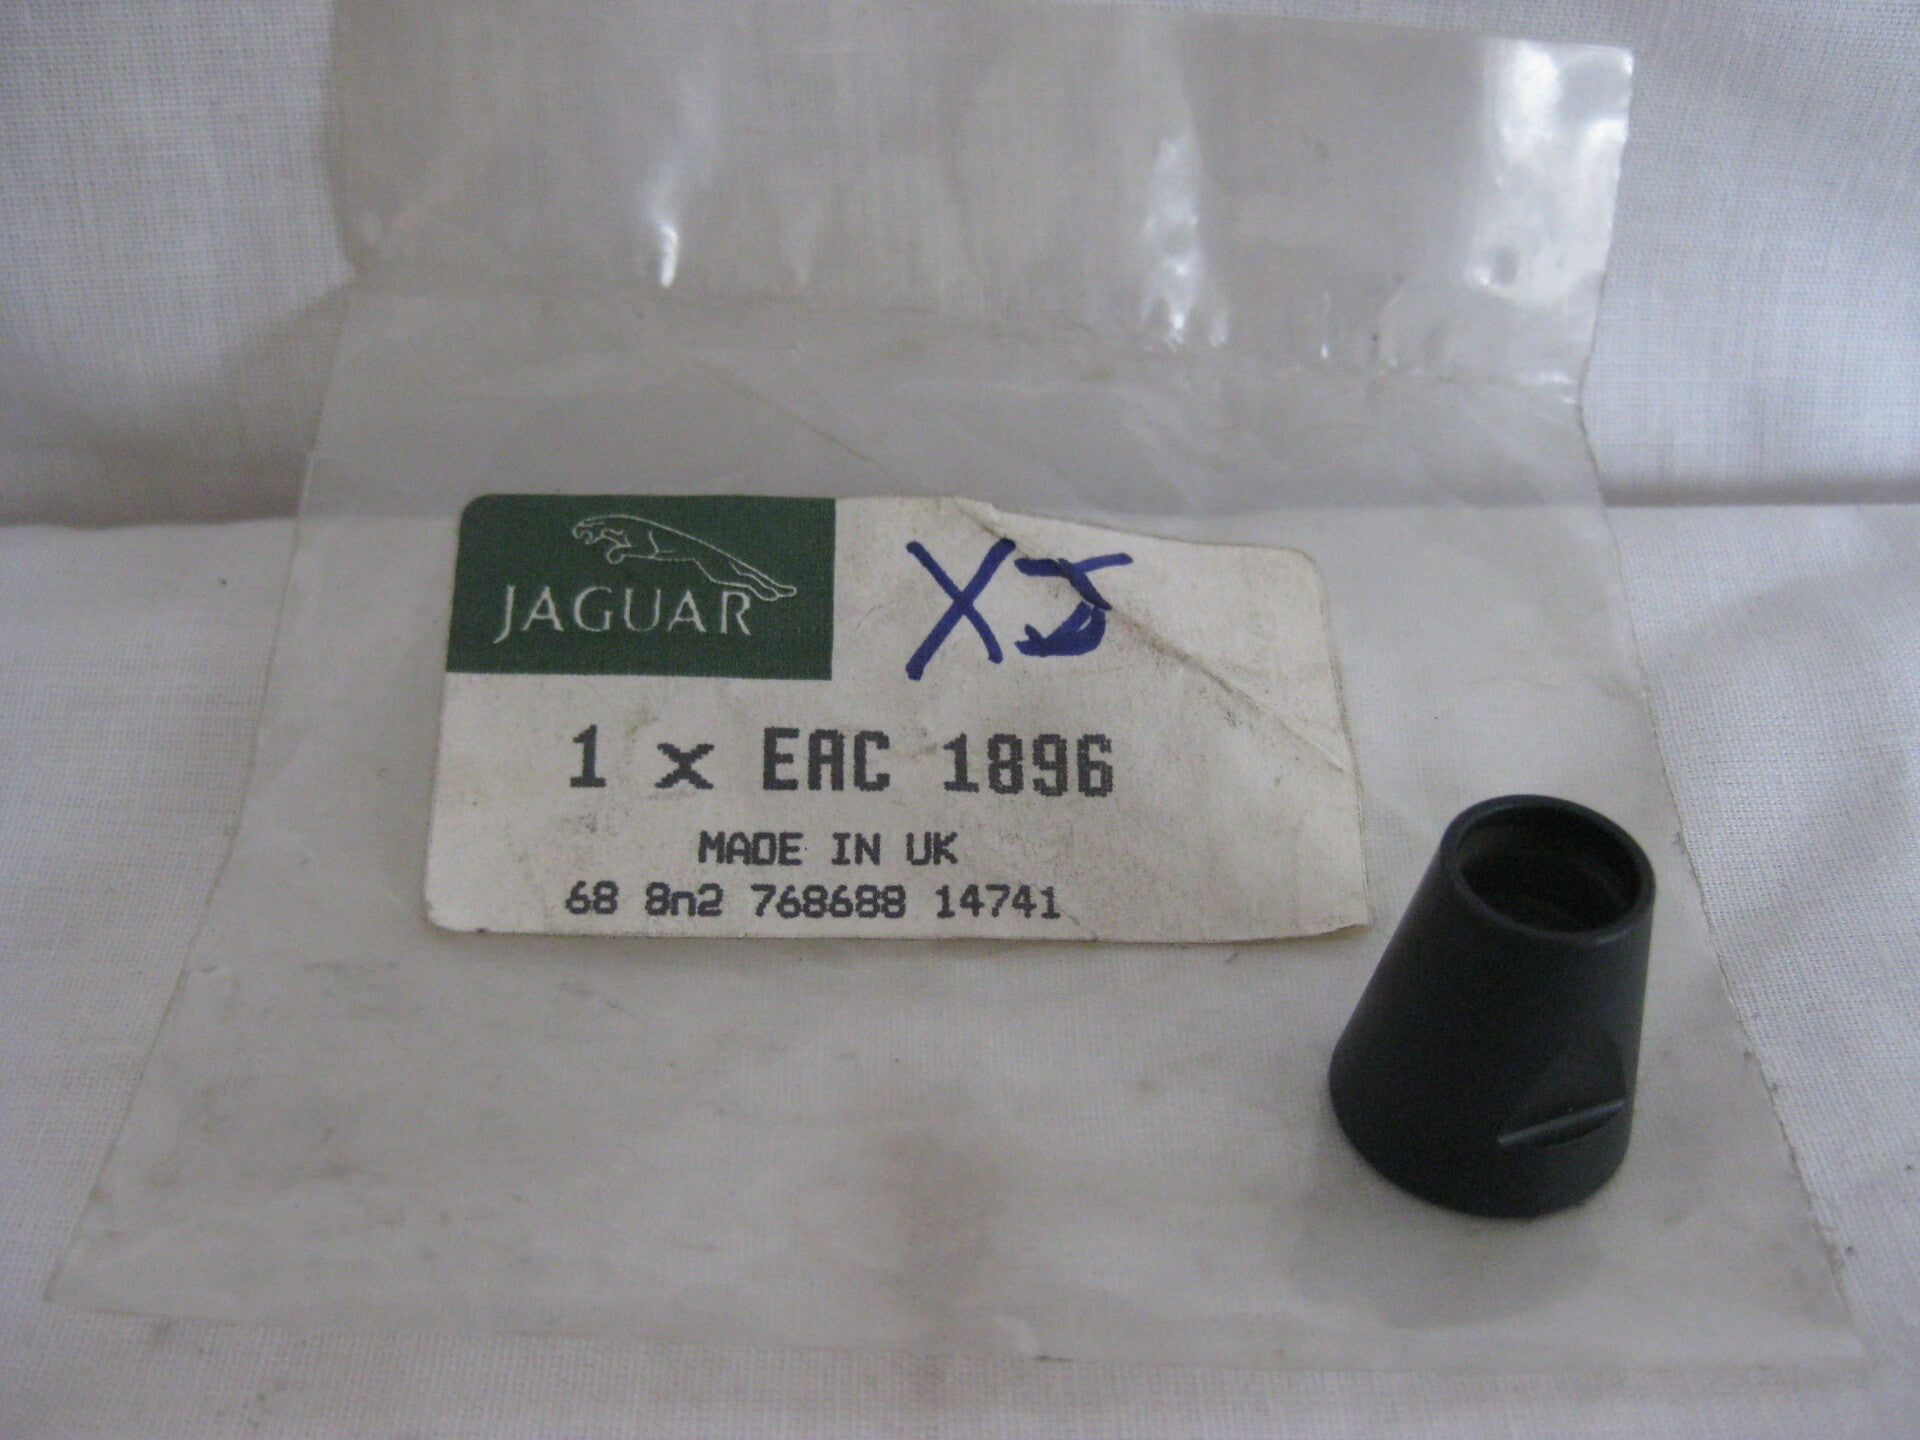 JAGUAR
XJ
1 x EAC 1896
MADE IN UK
68 8n2 768688 14741